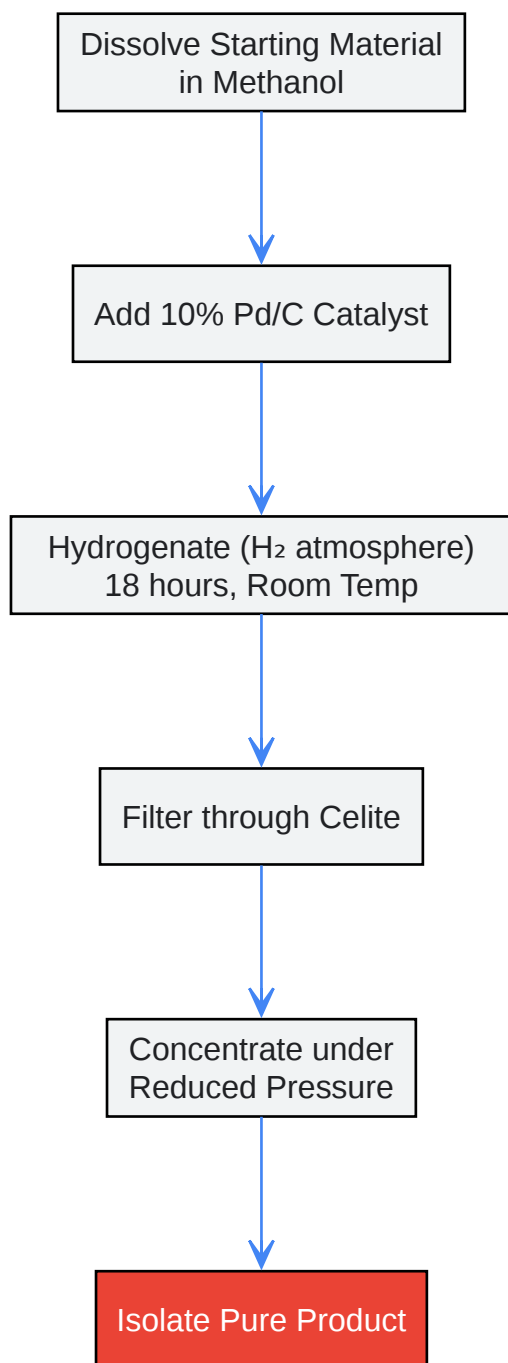 Dissolve Starting Material
in Methanol
Add 10% Pd/C Catalyst
Hydrogenate (H₂ atmosphere)
18 hours, Room Temp
Filter through Celite
Concentrate under
Reduced Pressure
Isolate Pure Product